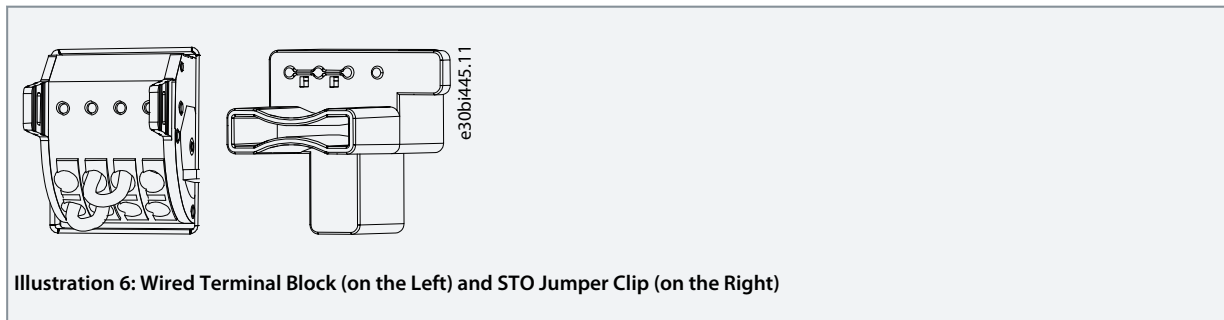 e30bi445.11
Illustration 6: Wired Terminal Block (on the Left) and STO Jumper Clip (on the Right)